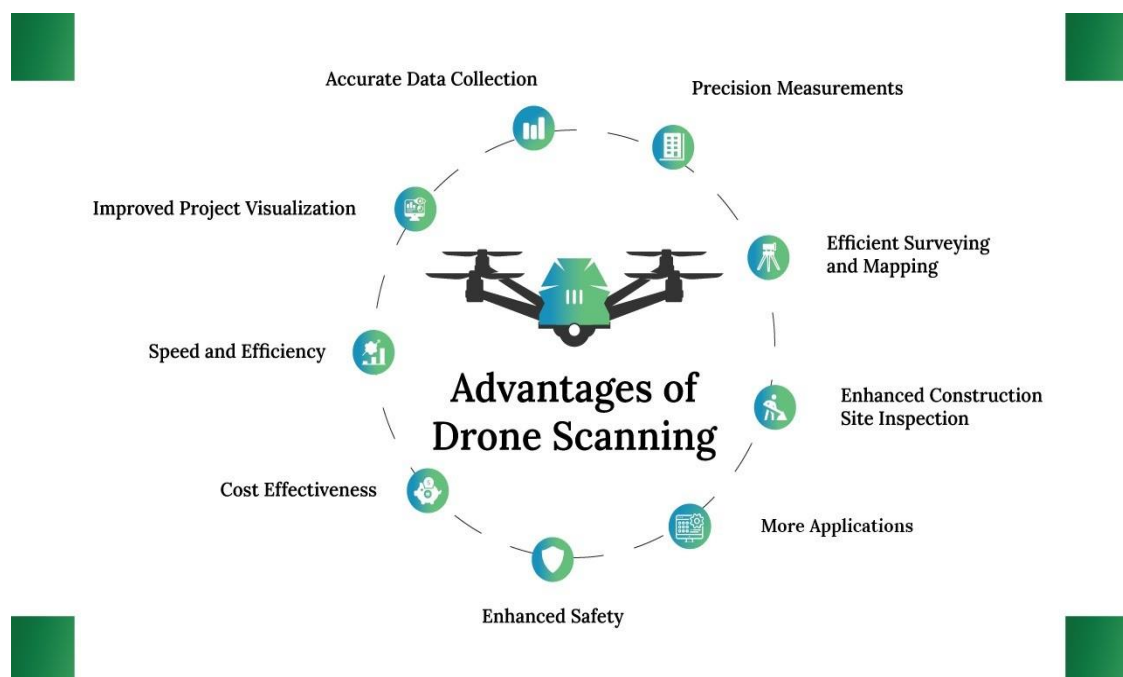 Accurate Data Collection
Precision Measurements
Improved Project Visualization
Efficient Surveying
and Mapping
Speed and Efficiency
Advantages of
Drone Scanning
Enhanced Construction
Site Inspection
Cost Effectiveness
More Applications
Enhanced Safety